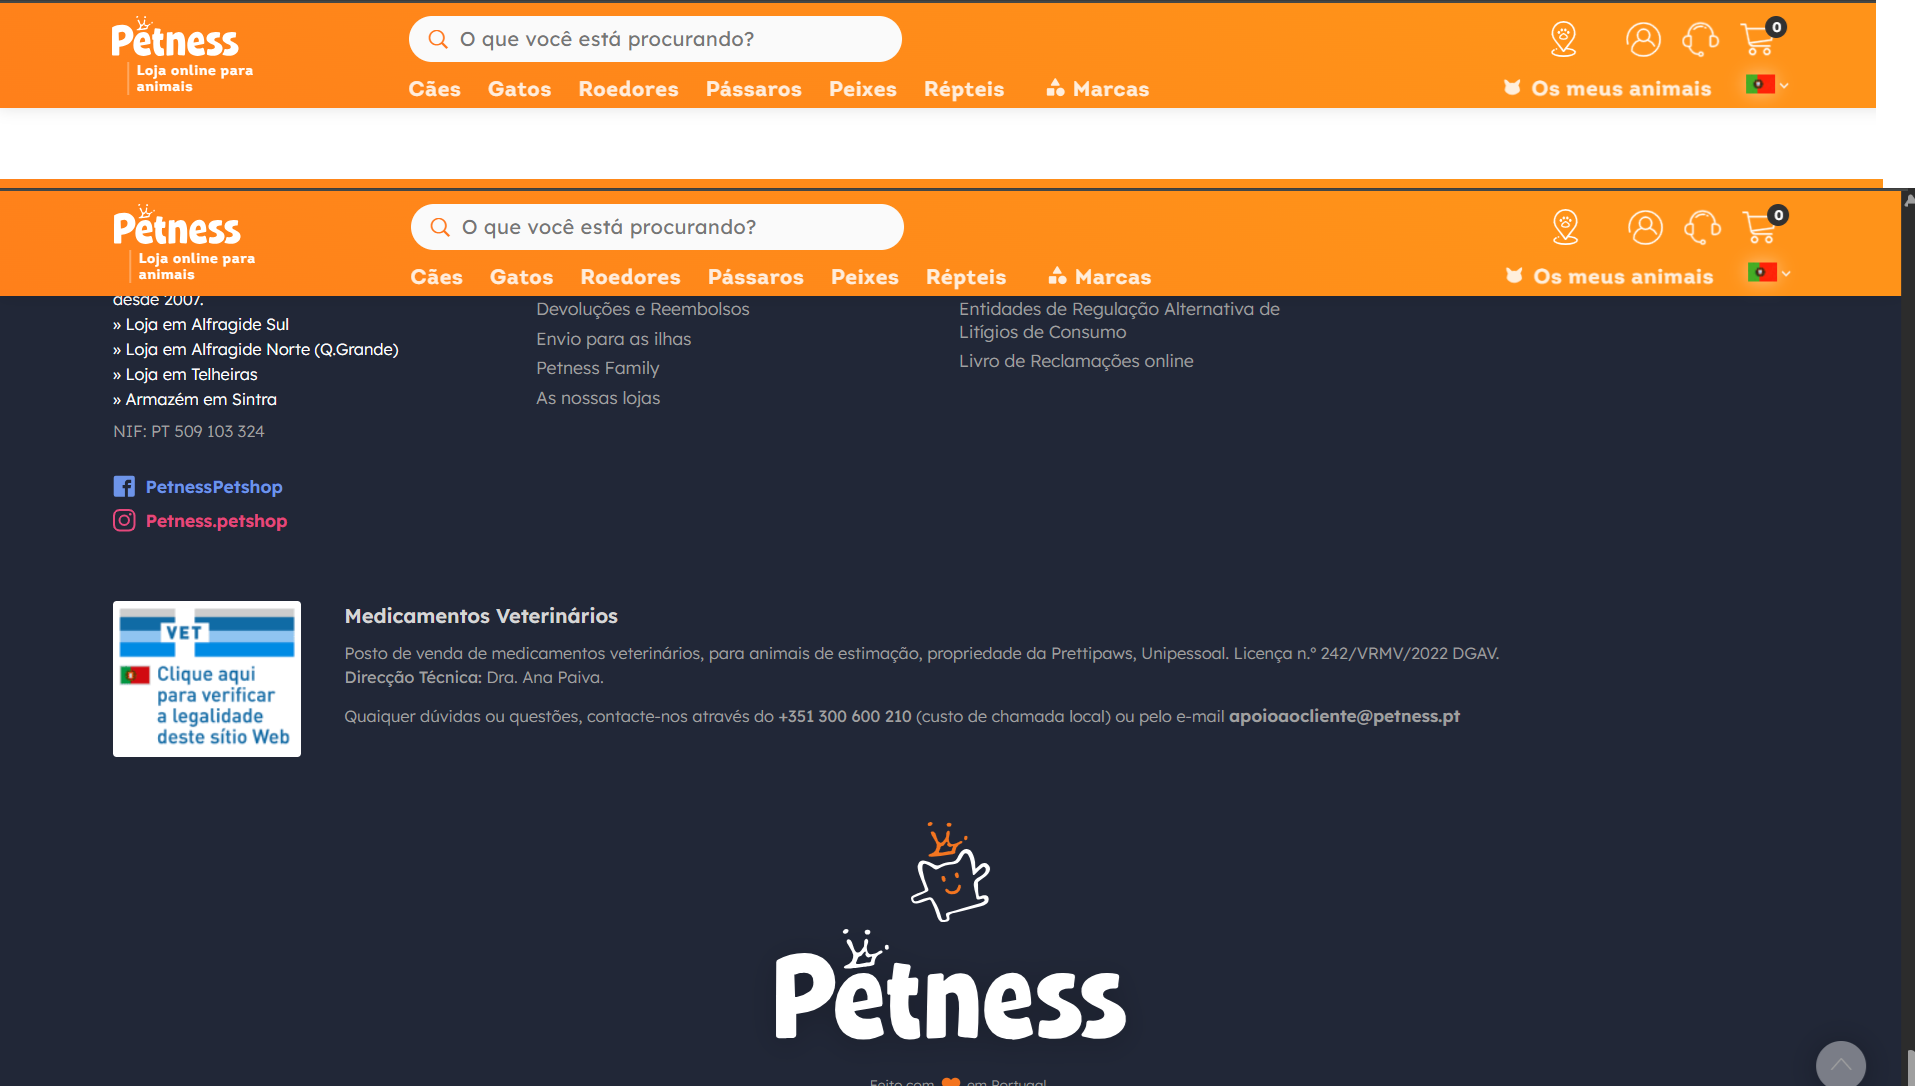 Petness
O que você está procurando?
0
Loja online para
animais
Cães Gatos Roedores Pássaros Peixes Répteis Marcas Os meus animais
Petness
O que você está procurando?
0
Loja online para
animais
Cães Gatos Roedores Pássaros Peixes Répteis Marcas Os meus animais
desde 2007.
» Loja em Alfragide Sul
» Loja em Alfragide Norte (Q.Grande)
» Loja em Telheiras
» Armazém em Sintra
NIF: PT 509 103 324
PetnessPetshop
Petness.petshop
Devoluções e Reembolsos
Envio para as ilhas
Petness Family
As nossas lojas
Entidades de Regulação Alternativa de
Litígios de Consumo
Livro de Reclamações online
VET
Clique aqui
para verificar
a legalidade
deste sítio Web
Medicamentos Veterinários
Posto de venda de medicamentos veterinários, para animais de estimação, propriedade da Prettipaws, Unipessoal. Licença n.º 242/VRMV/2022 DGAV.
Direcção Técnica: Dra. Ana Paiva.
Quaiquer dúvidas ou questões, contacte-nos através do +351 300 600 210 (custo de chamada local) ou pelo e-mail apoioaocliente@petness.pt
Petness
Feito com em Portugal